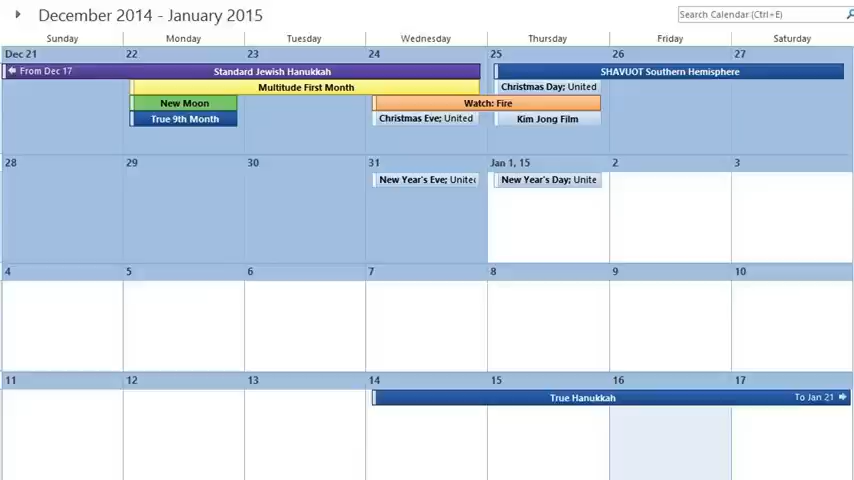 December 2014 - January 2015
Search Calendar (Ctrl+E)
Sunday Monday Tuesday Wednesday Thursday Friday Saturday
Dec 21 22 23 24 25 26 27
From Dec 17 Standard Jewish Hanukkah SHAVUOT Southern Hemisphere
Multitude First Month Christmas Day; United
New Moon Watch: Fire
True 9th Month Christmas Eve; United Kim Jong Film
28 29 30 31 Jan 1, 15 2 3
New Year's Eve; United New Year's Day; Unite
4 5 6 7 8 9 10
11 12 13 14 15 16 17
True Hanukkah To Jan 21